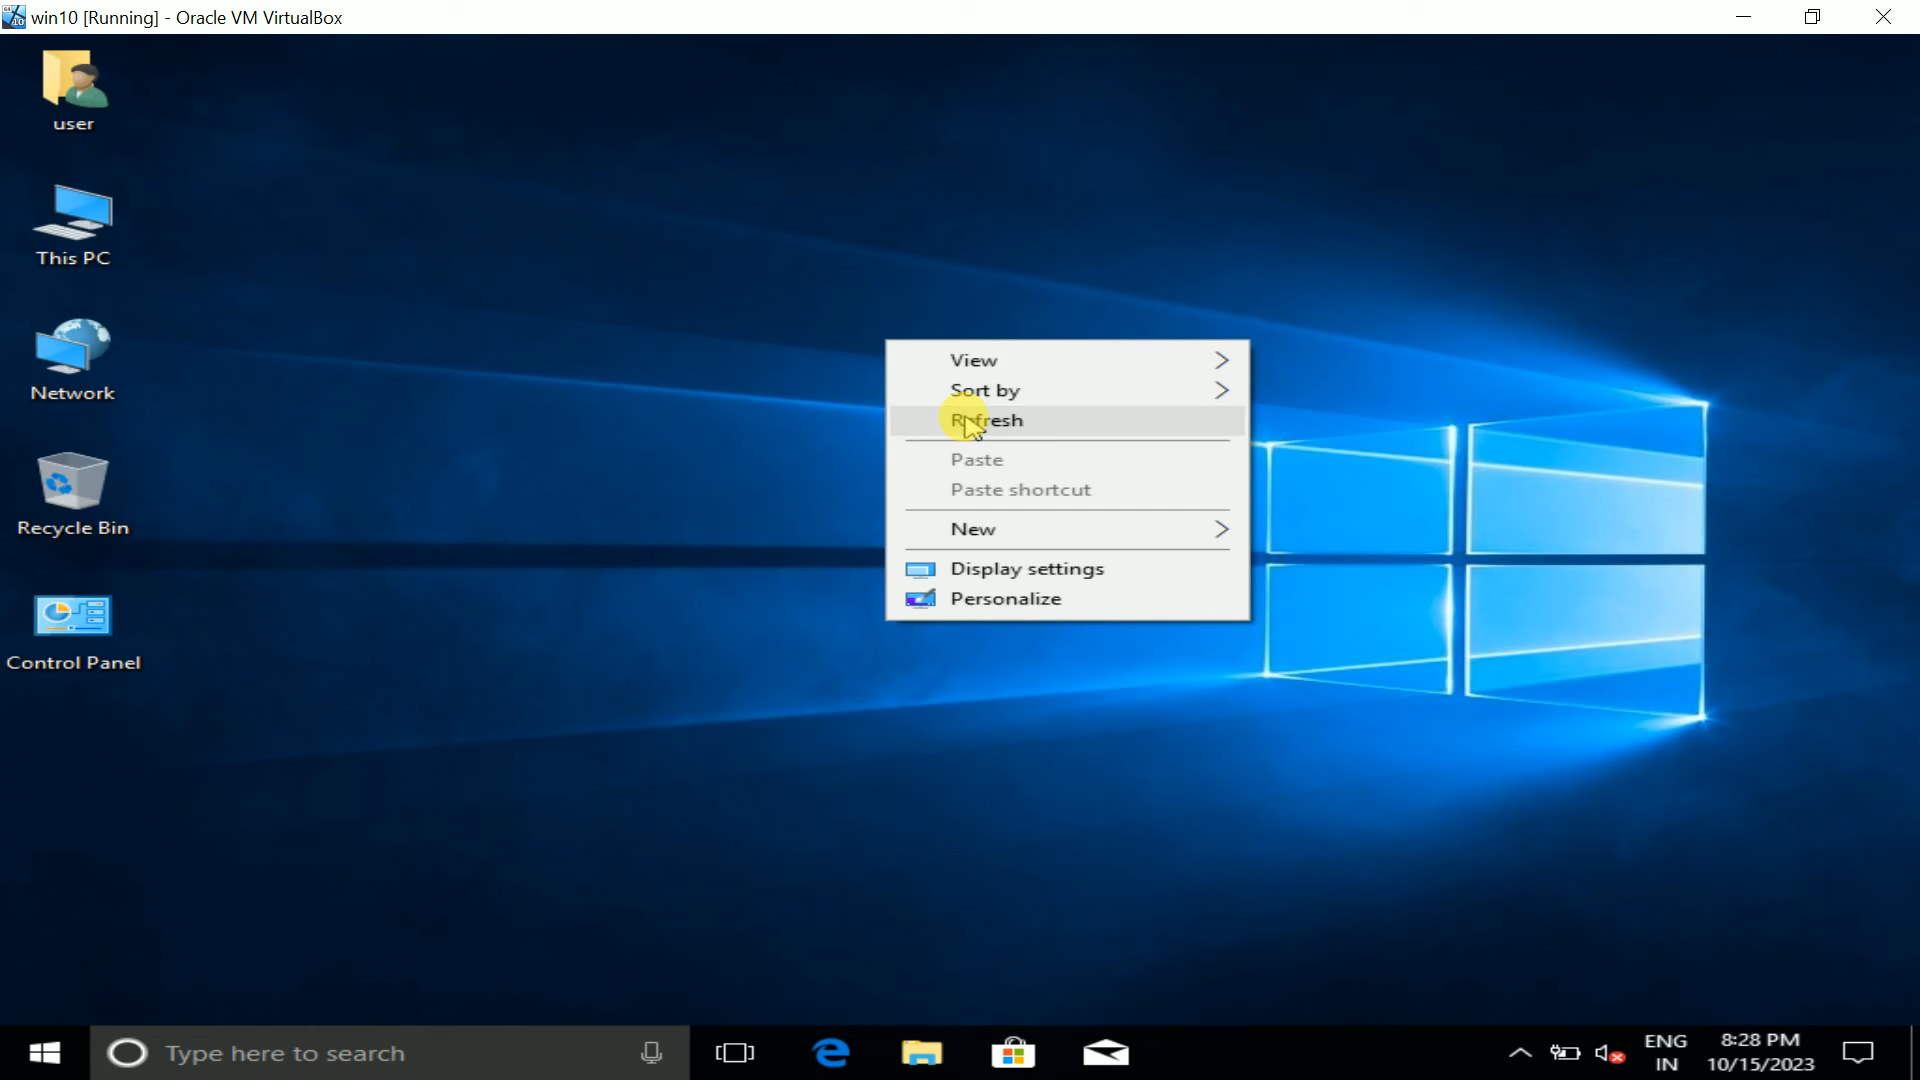 win10 [Running] - Oracle VM VirtualBox
user
This PC
Network
Recycle Bin
Control Panel
View
Sort by
Refresh
Paste
Paste shortcut
New
Display settings
Personalize
Type here to search
ENG
IN
8:28 PM
10/15/2023